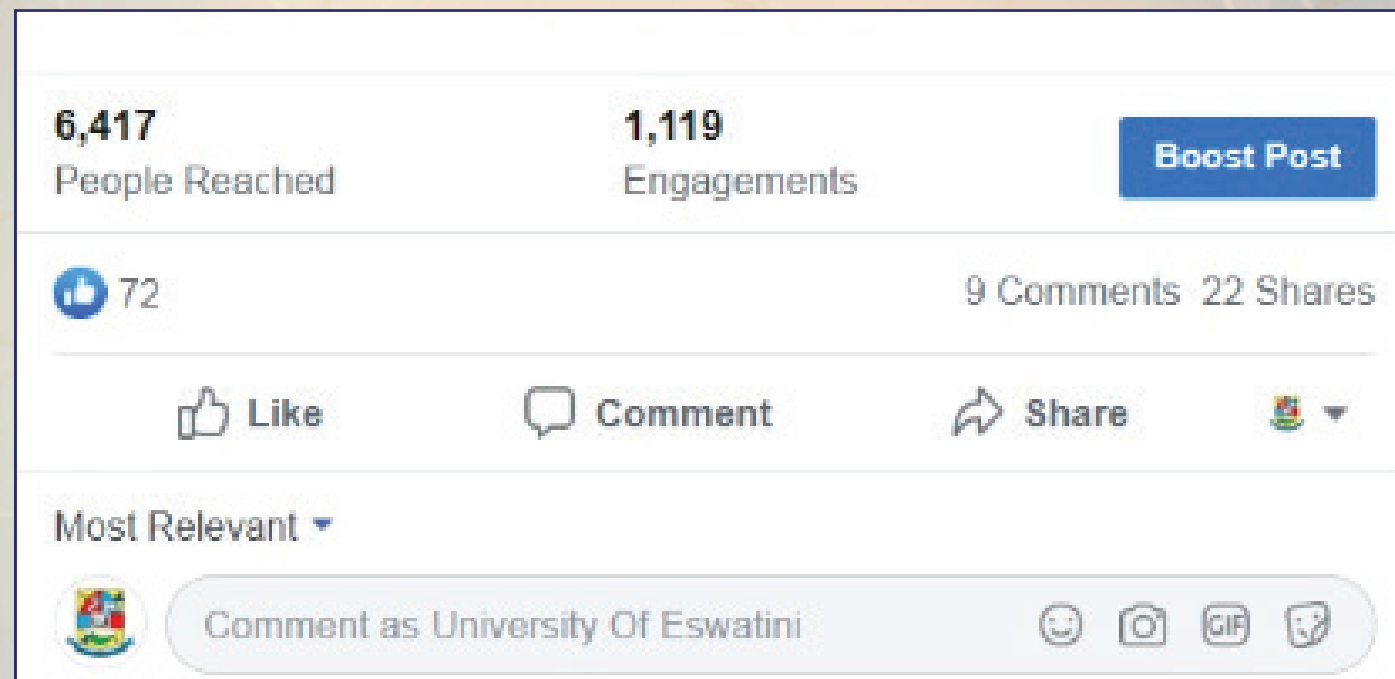 6,417 1,119
People Reached Engagements Boost Post
72 9 Comments 22 Shares
Like Comment Share
Most Relevant
Comment as University Of Eswatini GIF